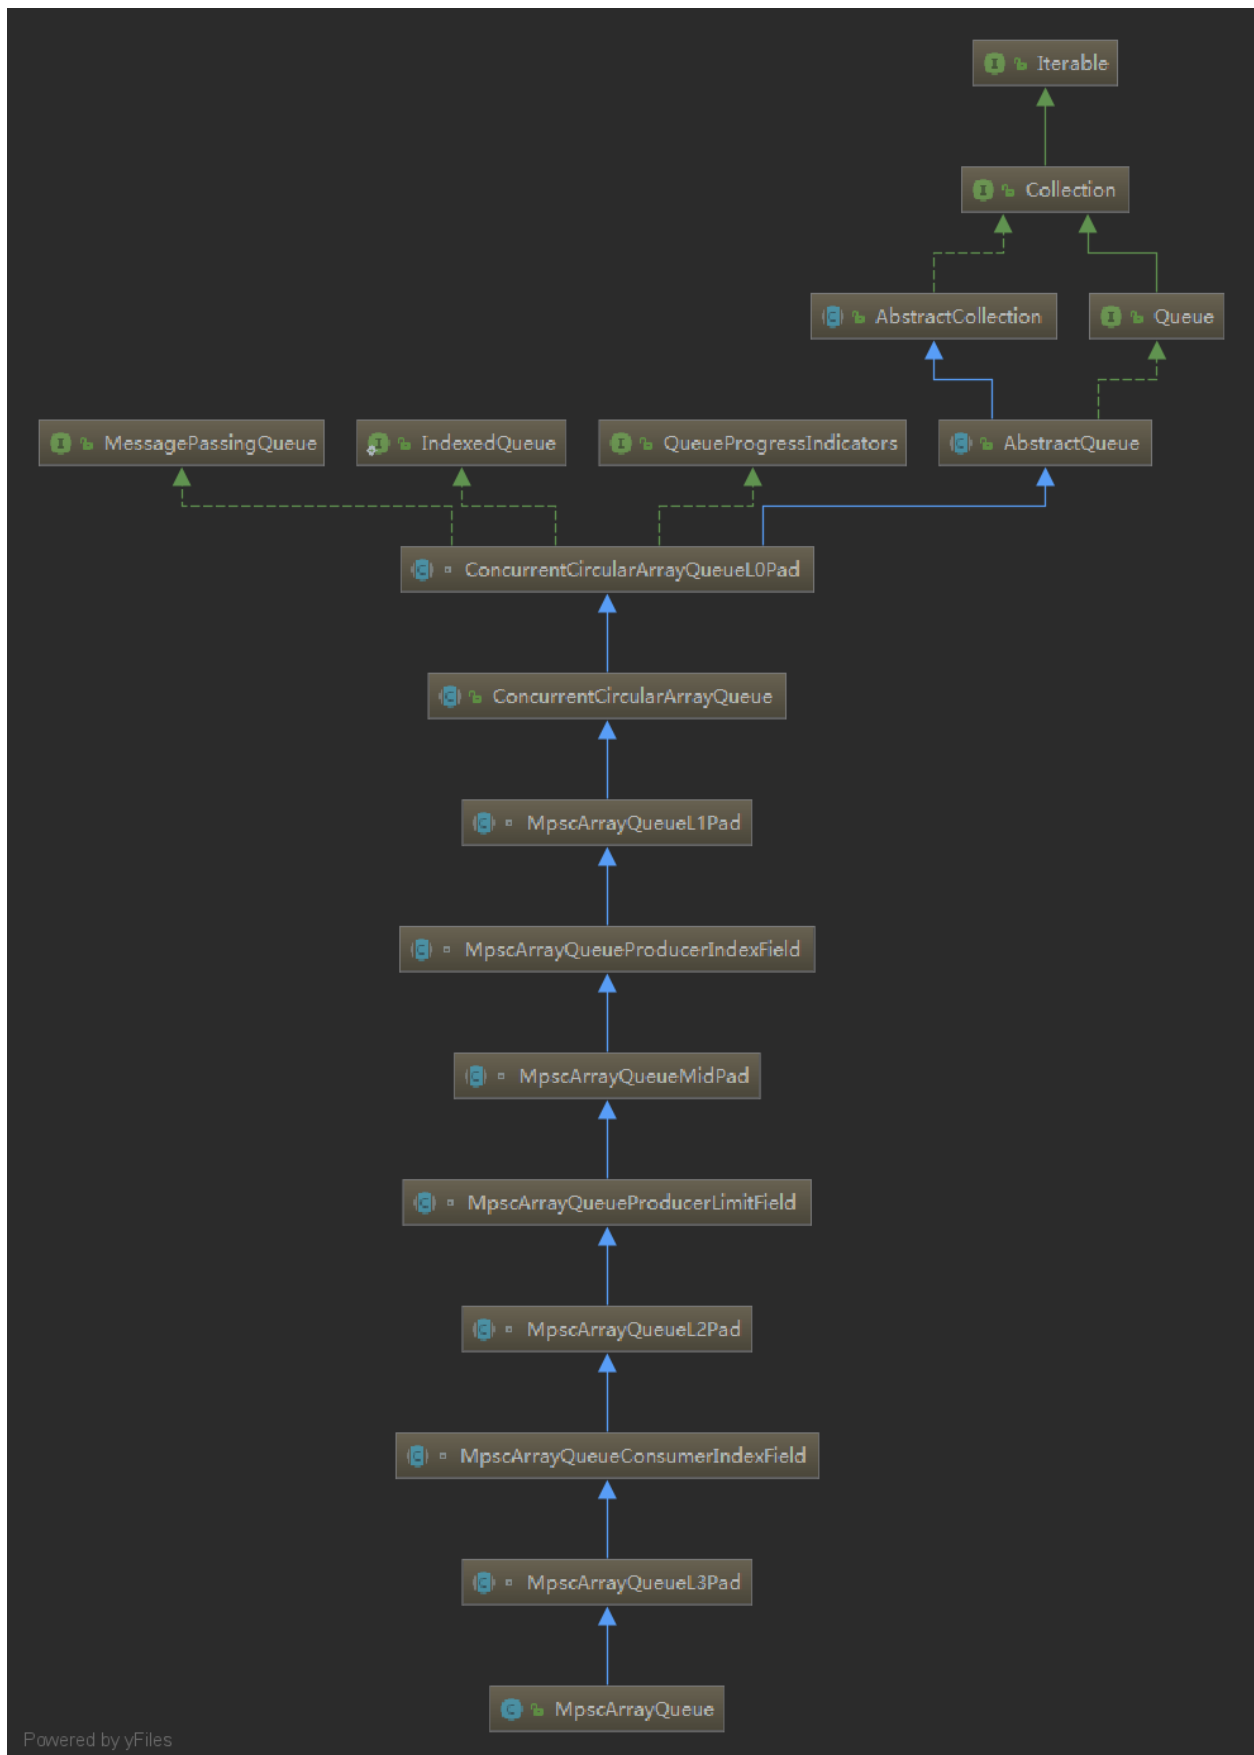 Iterable
Collection
AbstractCollection
Queue
MessagePassingQueue
IndexedQueue
QueueProgressIndicators
AbstractQueue
ConcurrentCircularArrayQueueL0Pad
ConcurrentCircularArrayQueue
MpscArrayQueueL1Pad
MpscArrayQueueProducerIndexField
MpscArrayQueueMidPad
MpscArrayQueueProducerLimitField
MpscArrayQueueL2Pad
MpscArrayQueueConsumerIndexField
MpscArrayQueueL3Pad
MpscArrayQueue
Powered by yFiles